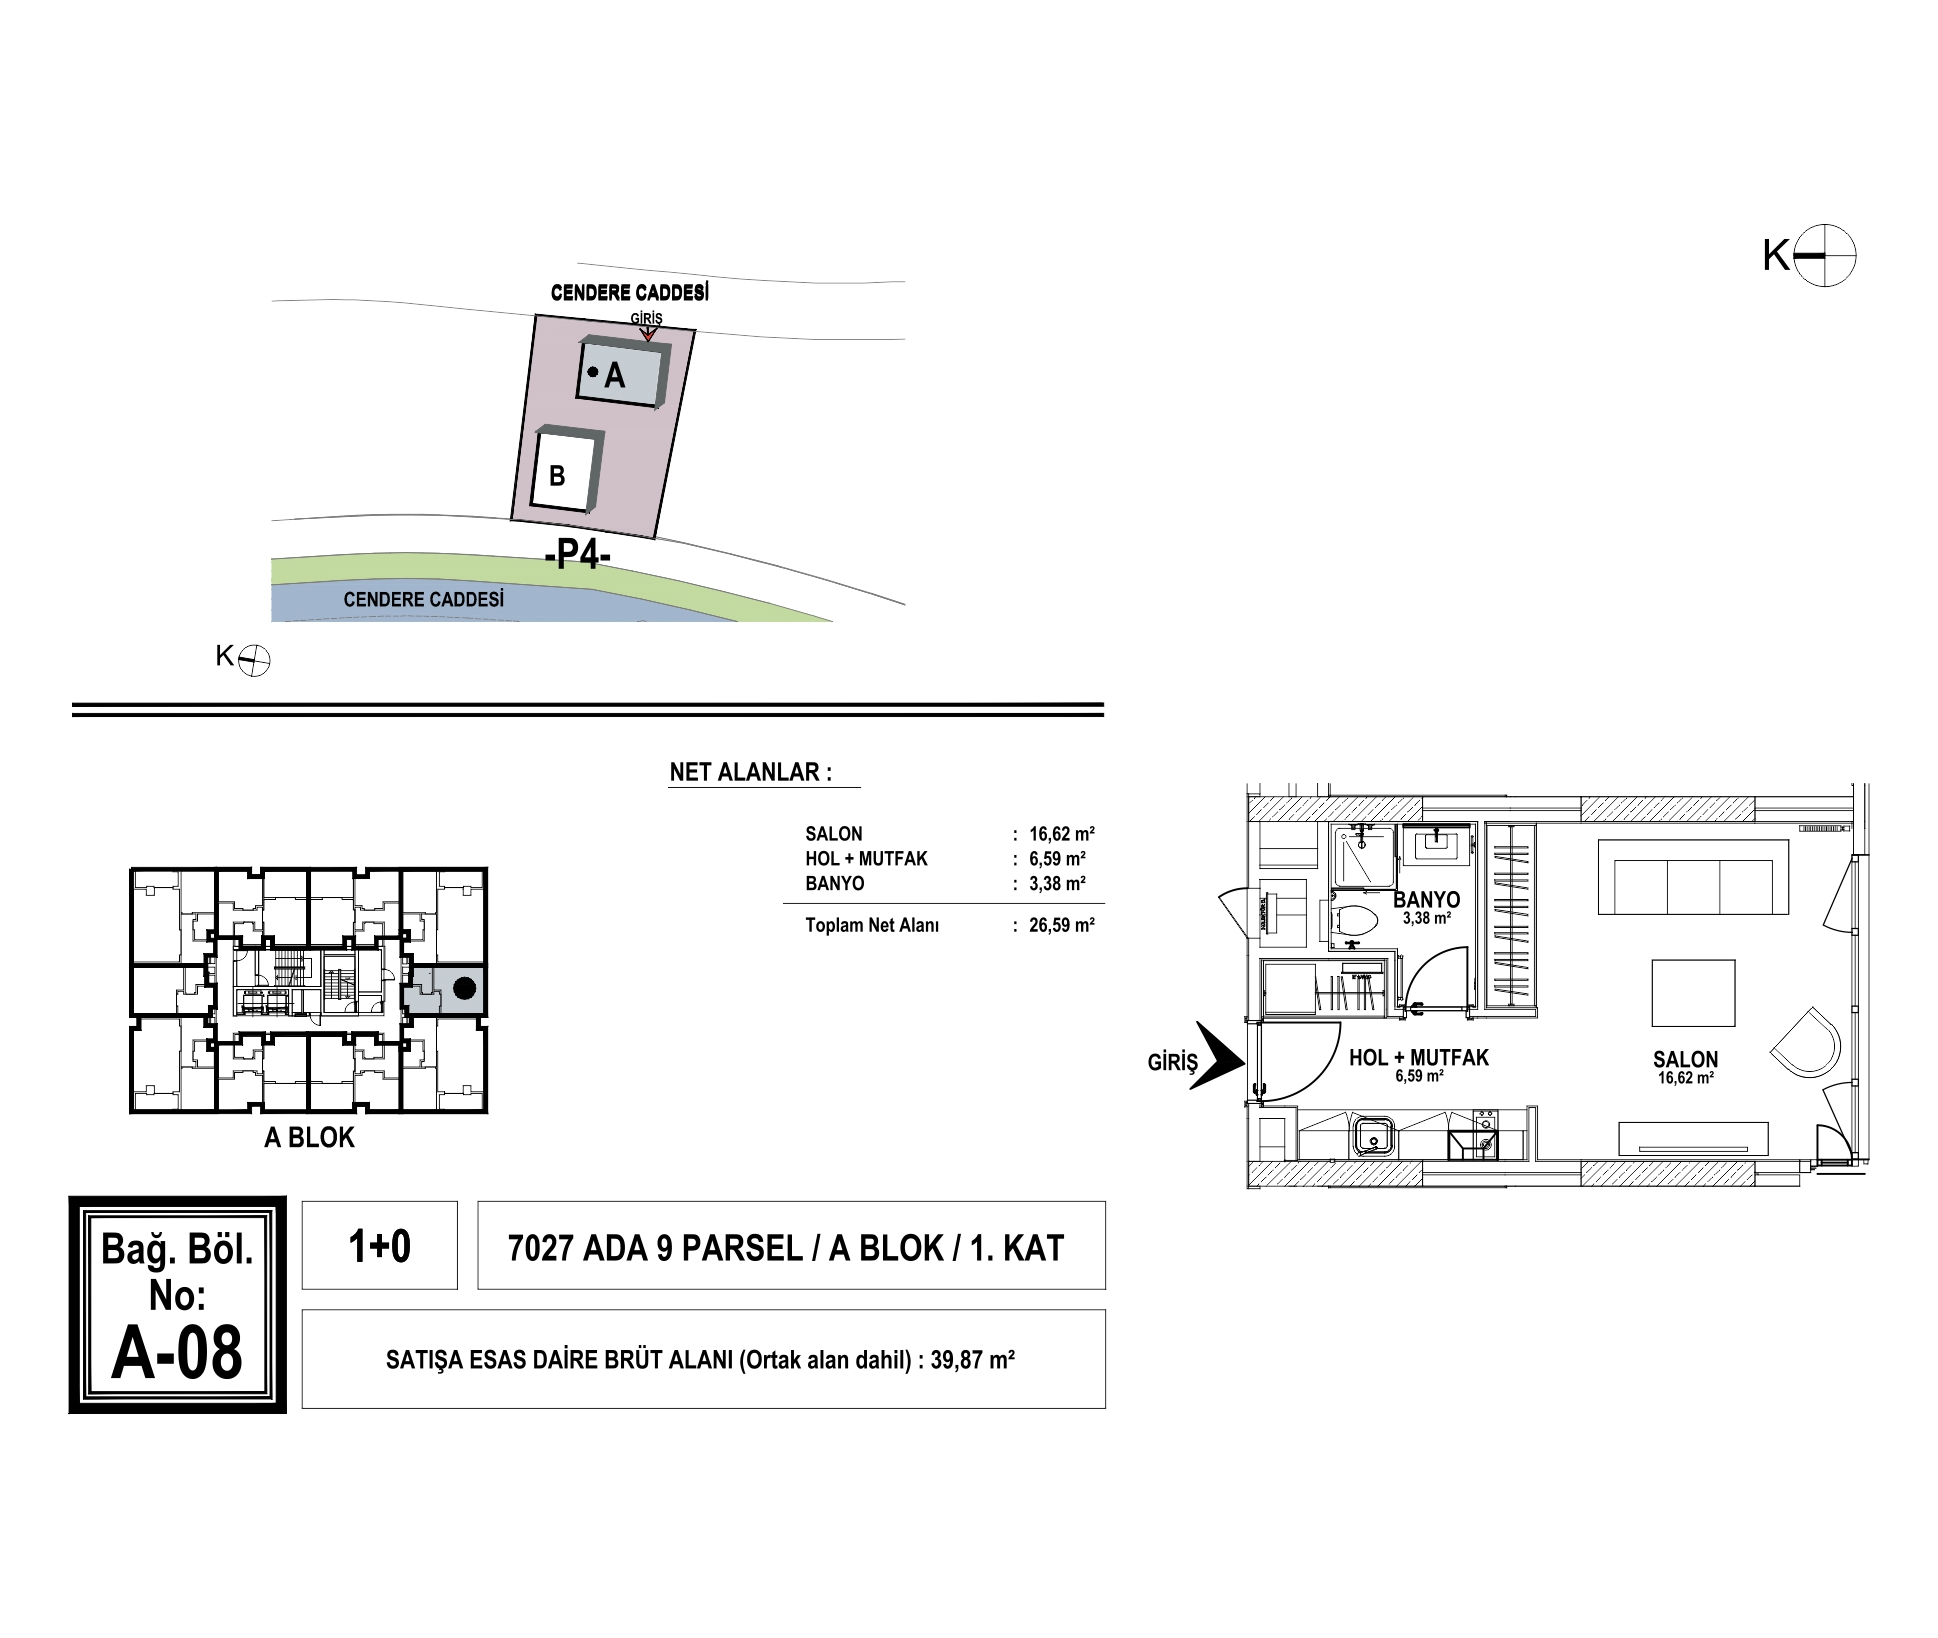 K
CENDERE CADDESİ
GİRİŞ
A
B
-P4-
CENDERE CADDESİ
K
NET ALANLAR :
SALON : 16,62 m²
HOL + MUTFAK : 6,59 m²
BANYO : 3,38 m²
Toplam Net Alanı : 26,59 m²
A BLOK
BANYO
3,38 m²
GİRİŞ
HOL + MUTFAK
6,59 m²
SALON
16,62 m²
Bağ. Böl.
No:
A-08
1+0
7027 ADA 9 PARSEL / A BLOK / 1. KAT
SATIŞA ESAS DAİRE BRÜT ALANI (Ortak alan dahil) : 39,87 m²